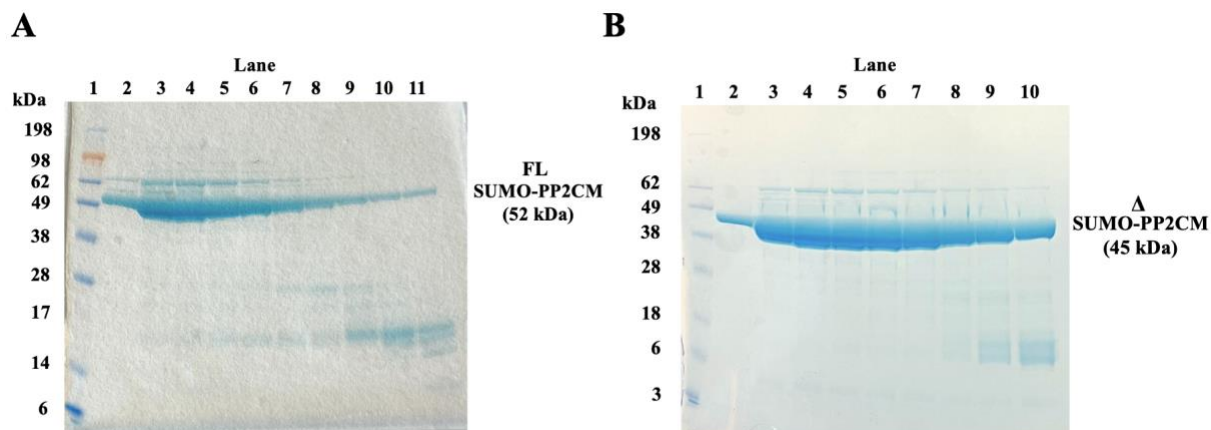 A
Lane
1 2 3 4 5 6 7 8 9 10 11
kDa
198
98
62
49
38
28
17
14
6
FL
SUMO-PP2CM
(52 kDa)
B
Lane
1 2 3 4 5 6 7 8 9 10
kDa
198
62
49
38
28
18
6
3
Δ
SUMO-PP2CM
(45 kDa)